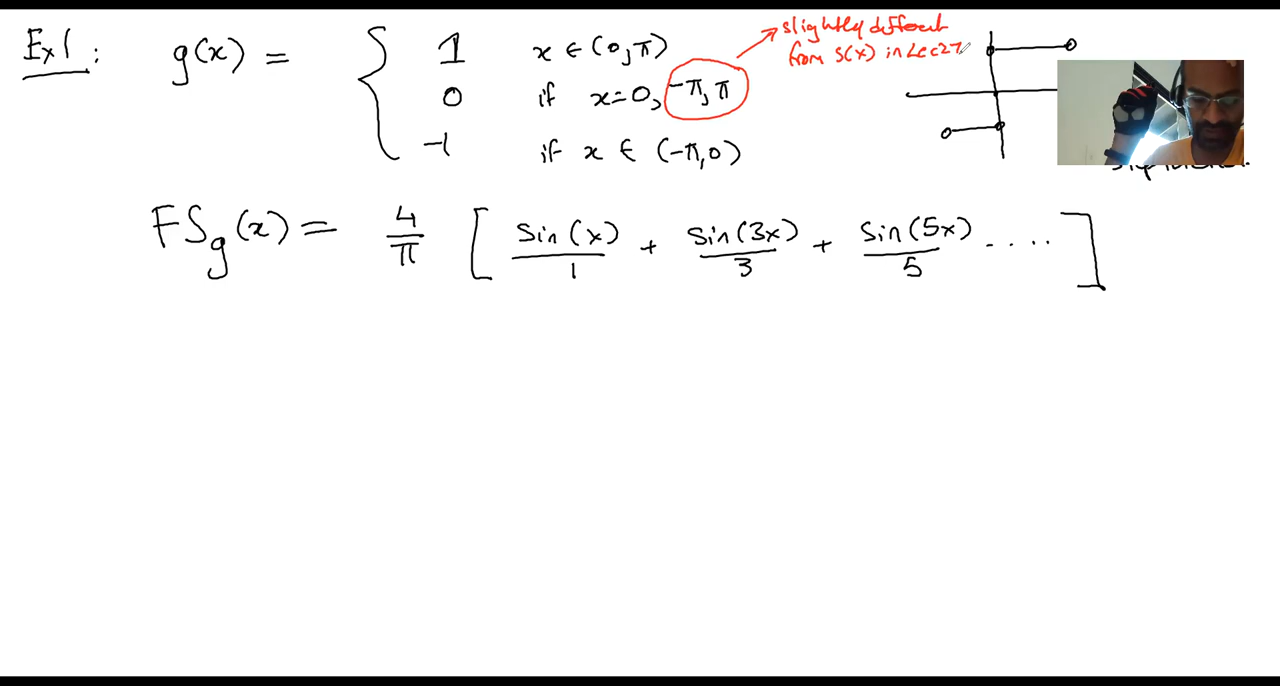 Ex1: g(x) = { 1 x ∈ (0,π)
0 if x=0, -π, π
-1 if x ∈ (-π,0)
slightly different
from s(x) in Lec27
FSg(x) = 4/π [ sin(x)/1 + sin(3x)/3 + sin(5x)/5 .... ]